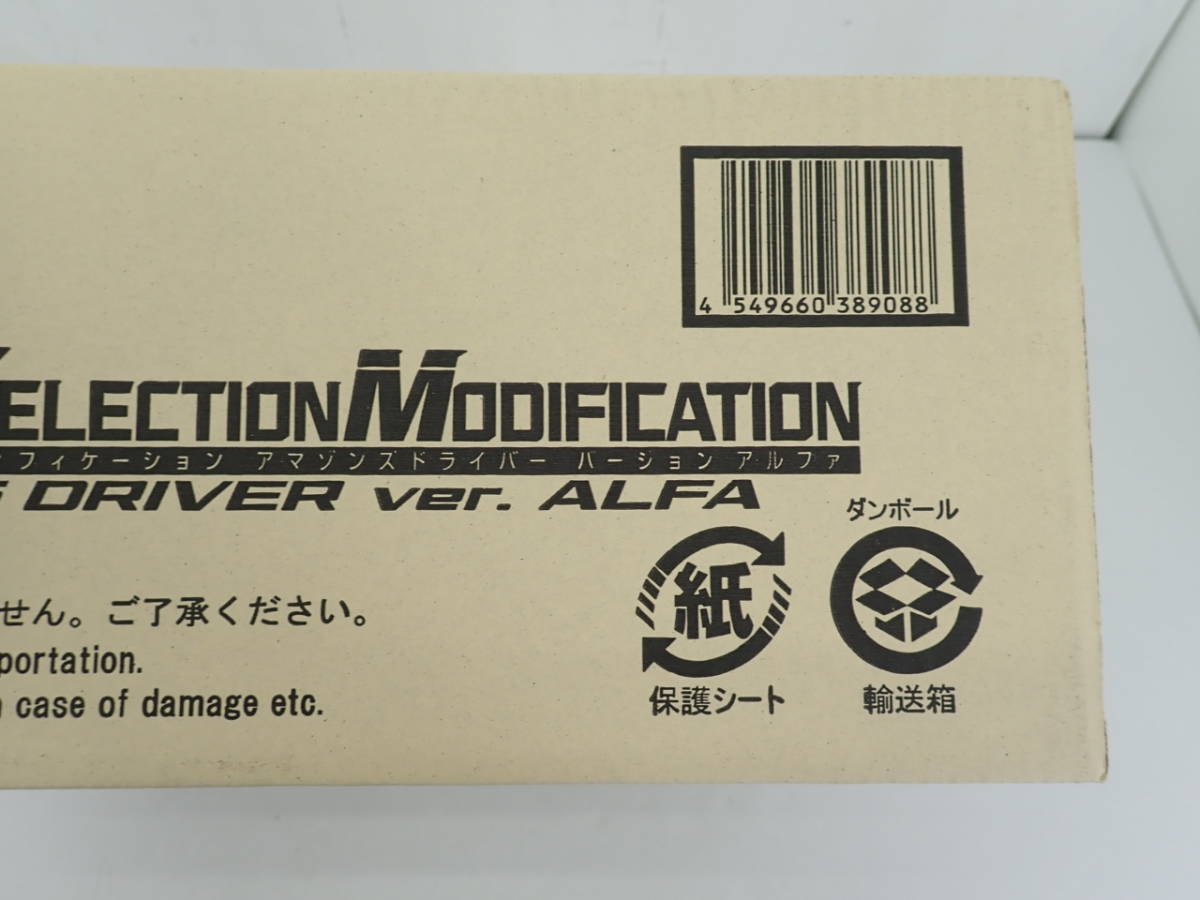 4 549660 389088
SELECTION MODIFICATION
フィケーション アマゾンズドライバー バージョン アルファ
DRIVER ver. ALFA
ダンボール
紙
保護シート
輸送箱
せん。ご了承ください。
portation.
case of damage etc.